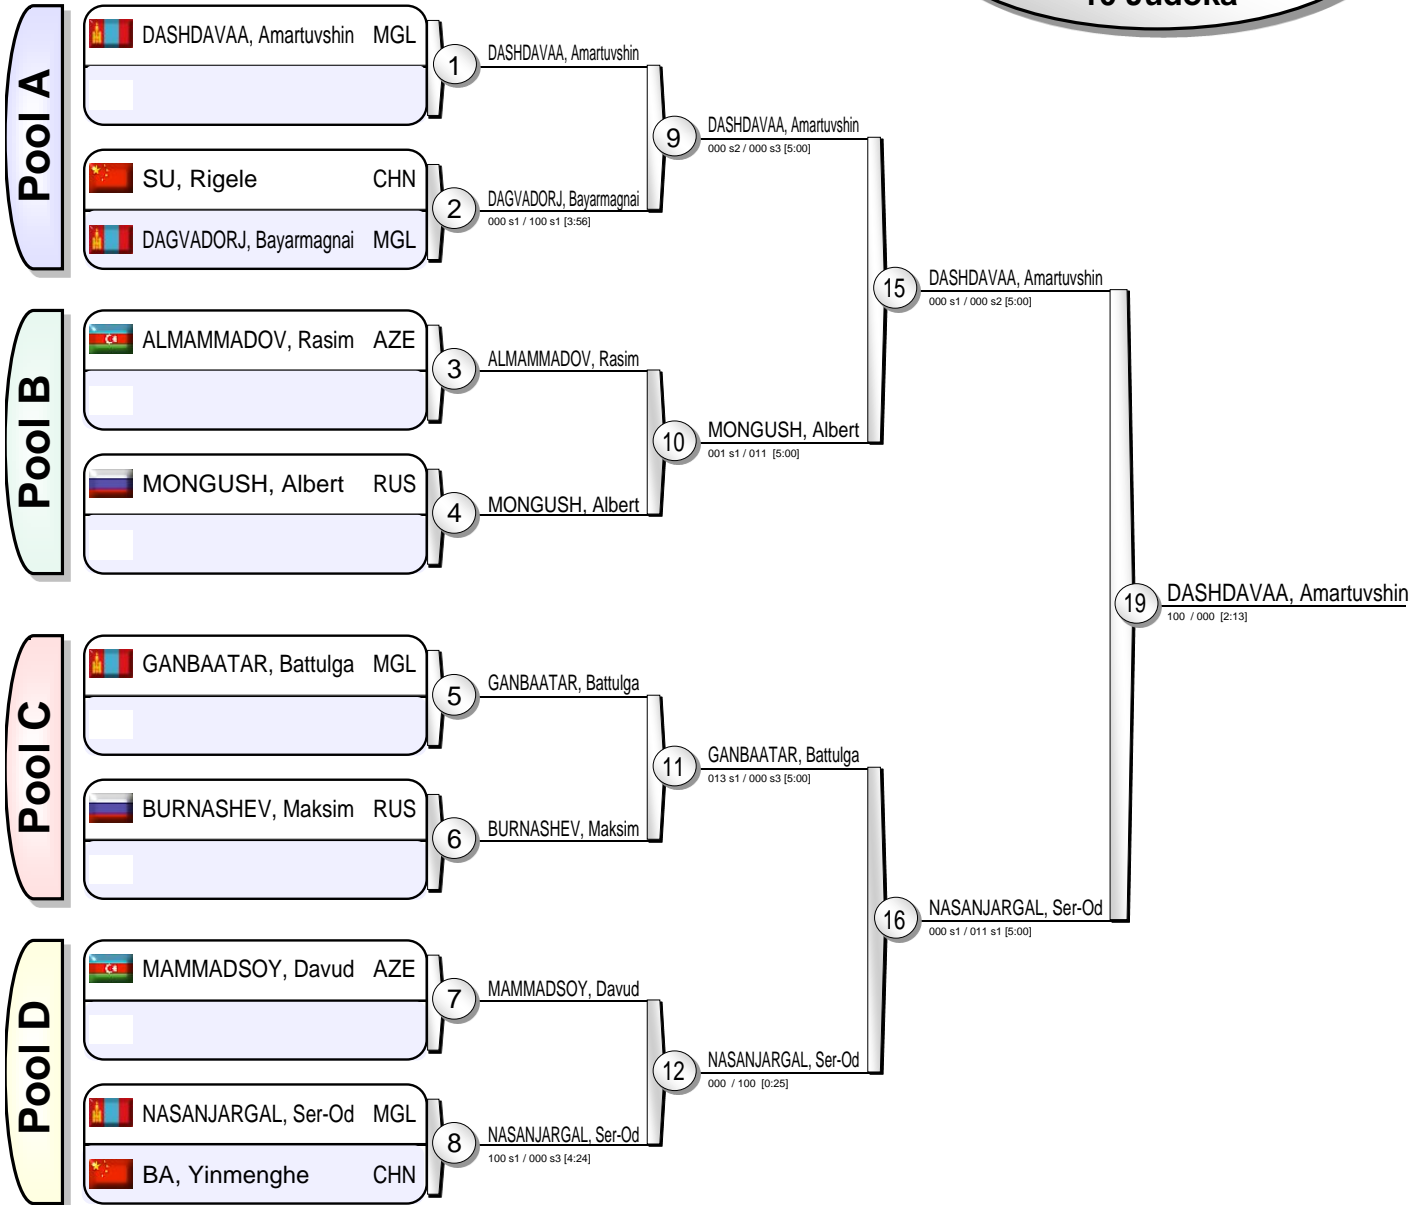 10 Judoka
Pool A
DASHDAVAA, Amartuvshin MGL
1
DASHDAVAA, Amartuvshin
SU, Rigele CHN
DAGVADORJ, Bayarmagnai MGL
2
DAGVADORJ, Bayarmagnai
000 s1 / 100 s1 [3:56]
9
DASHDAVAA, Amartuvshin
000 s2 / 000 s3 [5:00]
Pool B
ALMAMMADOV, Rasim AZE
3
ALMAMMADOV, Rasim
MONGUSH, Albert RUS
4
MONGUSH, Albert
10
MONGUSH, Albert
001 s1 / 011 [5:00]
15
DASHDAVAA, Amartuvshin
000 s1 / 000 s2 [5:00]
19
DASHDAVAA, Amartuvshin
100 / 000 [2:13]
Pool C
GANBAATAR, Battulga MGL
5
GANBAATAR, Battulga
BURNASHEV, Maksim RUS
6
BURNASHEV, Maksim
11
GANBAATAR, Battulga
013 s1 / 000 s3 [5:00]
Pool D
MAMMADSOY, Davud AZE
7
MAMMADSOY, Davud
NASANJARGAL, Ser-Od MGL
BA, Yinmenghe CHN
8
NASANJARGAL, Ser-Od
100 s1 / 000 s3 [4:24]
12
NASANJARGAL, Ser-Od
000 / 100 [0:25]
16
NASANJARGAL, Ser-Od
000 s1 / 011 s1 [5:00]